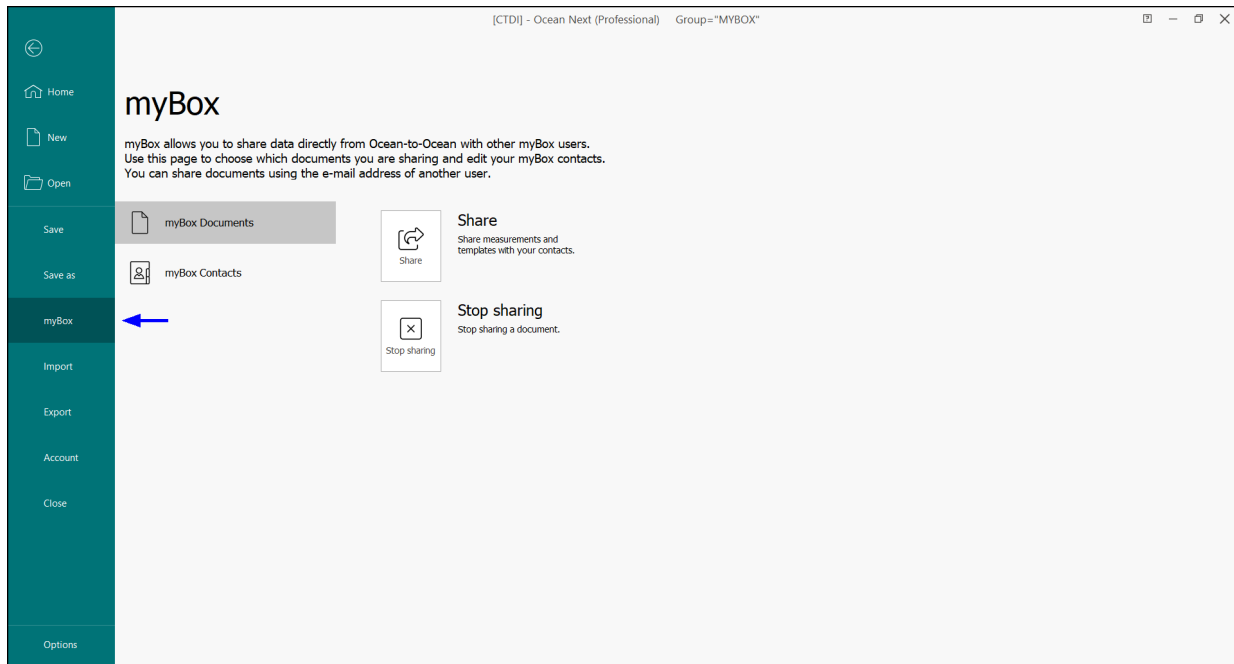 [CTDI] - Ocean Next (Professional) Group="MYBOX"
Home
New
Open
Save
Save as
myBox
Import
Export
Account
Close
Options
myBox
myBox allows you to share data directly from Ocean-to-Ocean with other myBox users.
Use this page to choose which documents you are sharing and edit your myBox contacts.
You can share documents using the e-mail address of another user.
myBox Documents
myBox Contacts
Share
Share
Share measurements and
templates with your contacts.
Stop sharing
Stop sharing
Stop sharing a document.